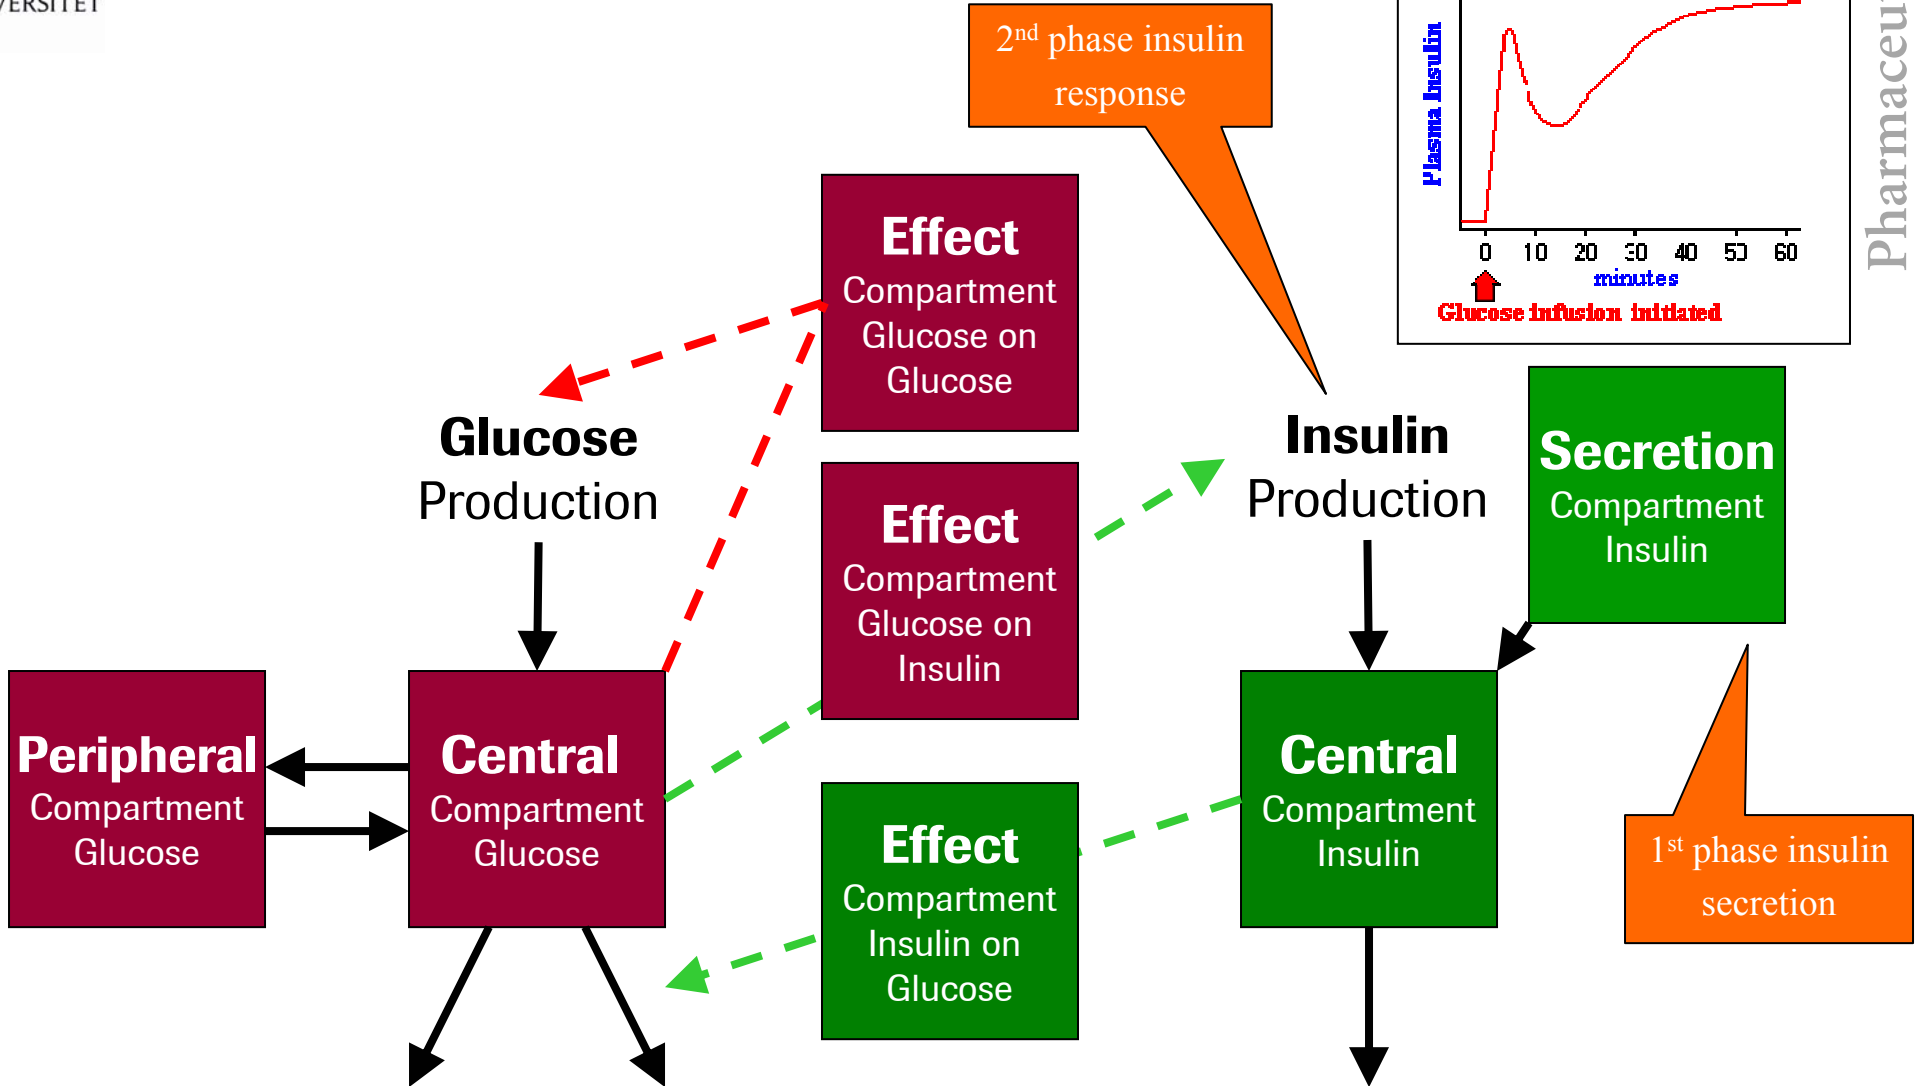 2nd phase insulin
response
Plasma Insulin
0 10 20 30 40 50 60
minutes
Glucose infusion initiated
Effect
Compartment
Glucose on
Glucose
Glucose
Production
Effect
Compartment
Glucose on
Insulin
Insulin
Production
Secretion
Compartment
Insulin
Peripheral
Compartment
Glucose
Central
Compartment
Glucose
Effect
Compartment
Insulin on
Glucose
Central
Compartment
Insulin
1st phase insulin
secretion